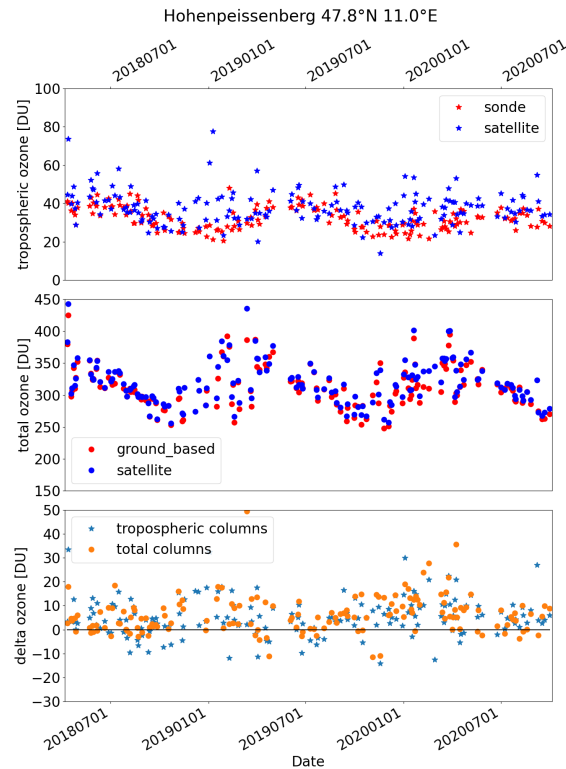 Hohenpeissenberg 47.8°N 11.0°E
20180701 20190101 20190701 20200101 20200701
tropospheric ozone [DU]
100
80
60
40
20
0
sonde
satellite
total ozone [DU]
450
400
350
300
250
200
150
ground_based
satellite
delta ozone [DU]
50
40
30
20
10
0
−10
−20
−30
tropospheric columns
total columns
20180701 20190101 20190701 20200101 20200701
Date